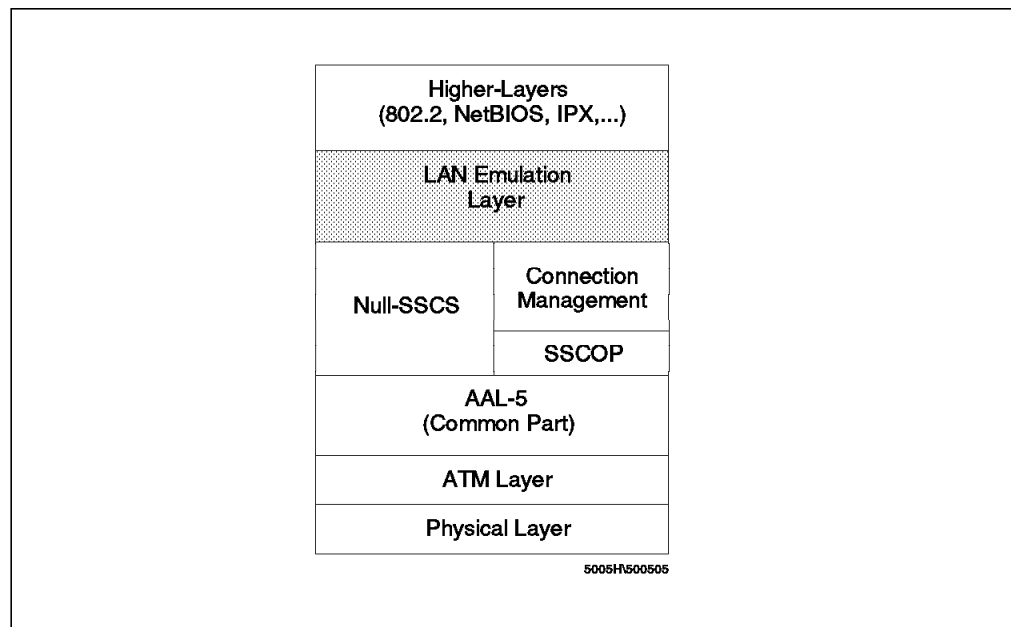 Higher-Layers
(802.2, NetBIOS, IPX,...)
LAN Emulation
Layer
Null-SSCS
Connection
Management
SSCOP
AAL-5
(Common Part)
ATM Layer
Physical Layer
5005H\500505